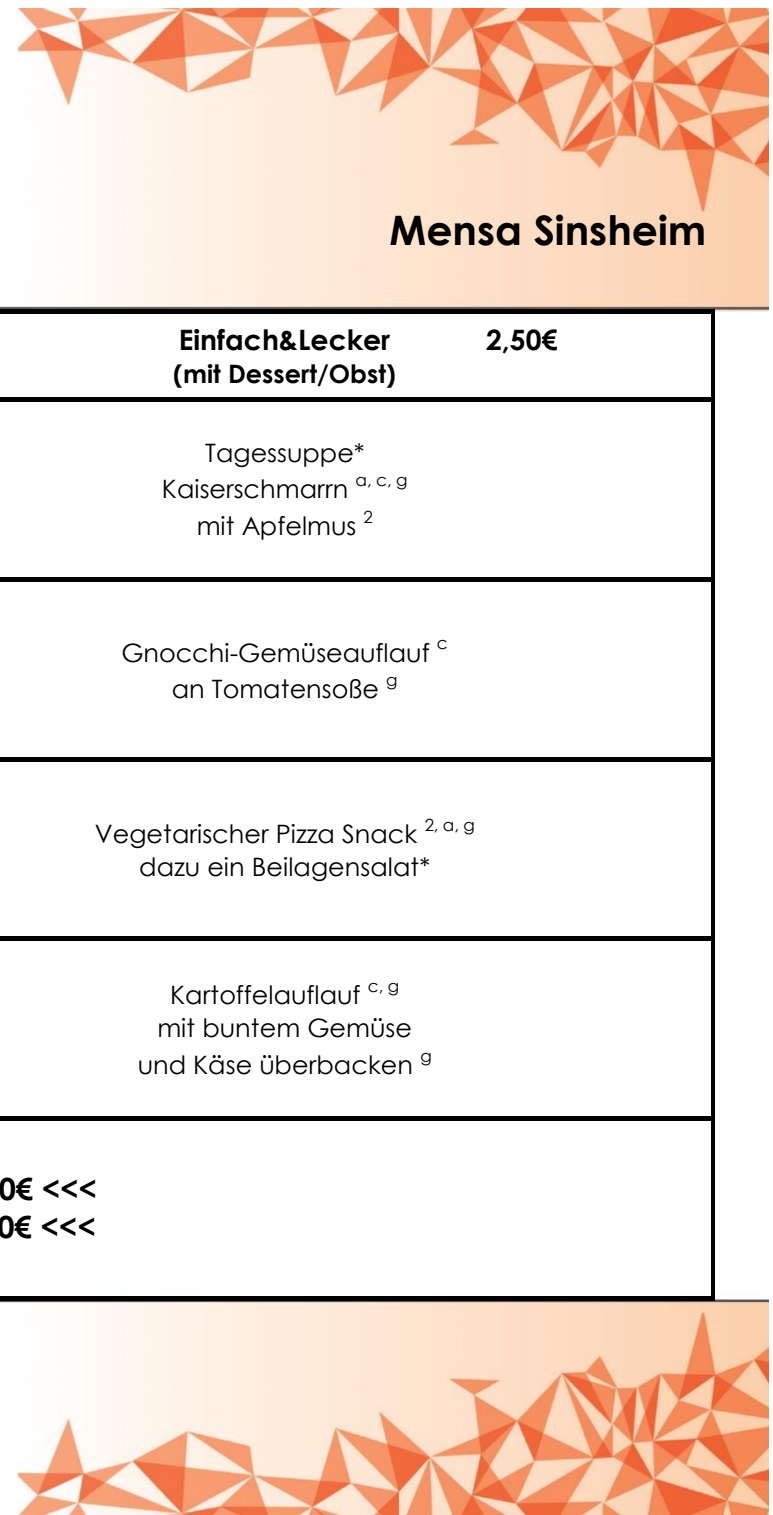 Mensa Sinsheim
Einfach&Lecker 2,50€
(mit Dessert/Obst)
Tagessuppe*
Kaiserschmarrn a, c, g
mit Apfelmus 2
Gnocchi-Gemüseauflauf c
an Tomatensoße g
Vegetarischer Pizza Snack 2, a, g
dazu ein Beilagensalat*
Kartoffelauflauf c, g
mit buntem Gemüse
und Käse überbacken g
0€ <<<
0€ <<<